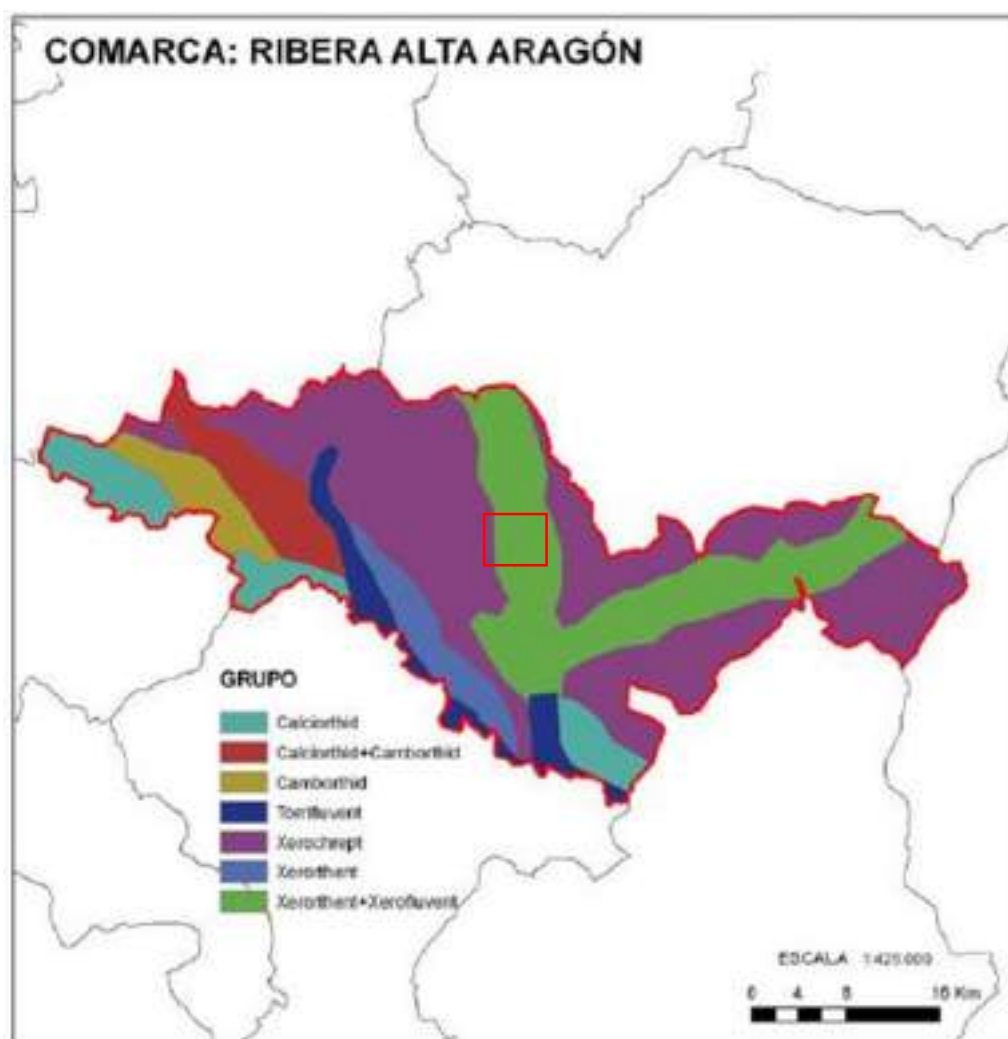 COMARCA: RIBERA ALTA ARAGÓN
GRUPO
Calciorthid
Calciorthid+Camborthid
Camborthid
Torrifluvent
Xerochrept
Xerorthent
Xerorthent+Xerofluvent
ESCALA 1:425.000
0 4 8 16 Km